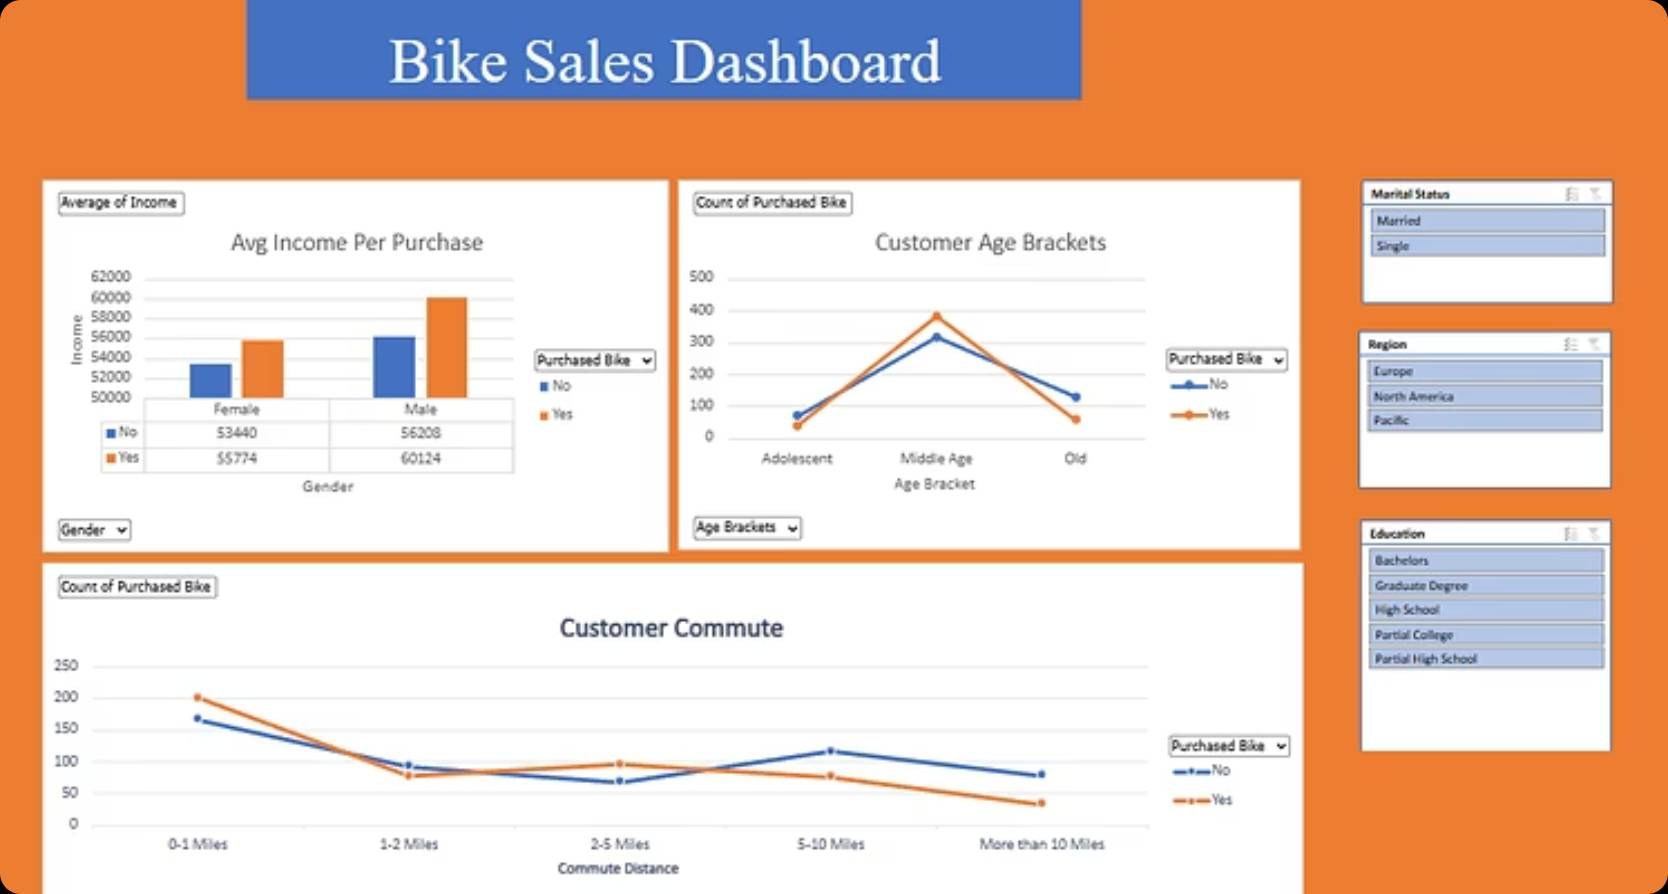 Bike Sales Dashboard
Average of Income
Avg Income Per Purchase
62000
60000
58000
56000
54000
52000
50000
Income
Female Male
No 53440 56208
Yes 55774 60124
Gender
Purchased Bike
No
Yes
Gender
Count of Purchased Bike
Customer Age Brackets
500
400
300
200
100
0
Adolescent Middle Age Old
Age Bracket
Purchased Bike
No
Yes
Age Brackets
Count of Purchased Bike
Customer Commute
250
200
150
100
50
0
0-1 Miles 1-2 Miles 2-5 Miles 5-10 Miles More than 10 Miles
Commute Distance
Purchased Bike
No
Yes
Marital Status
Married
Single
Region
Europe
North America
Pacific
Education
Bachelors
Graduate Degree
High School
Partial College
Partial High School